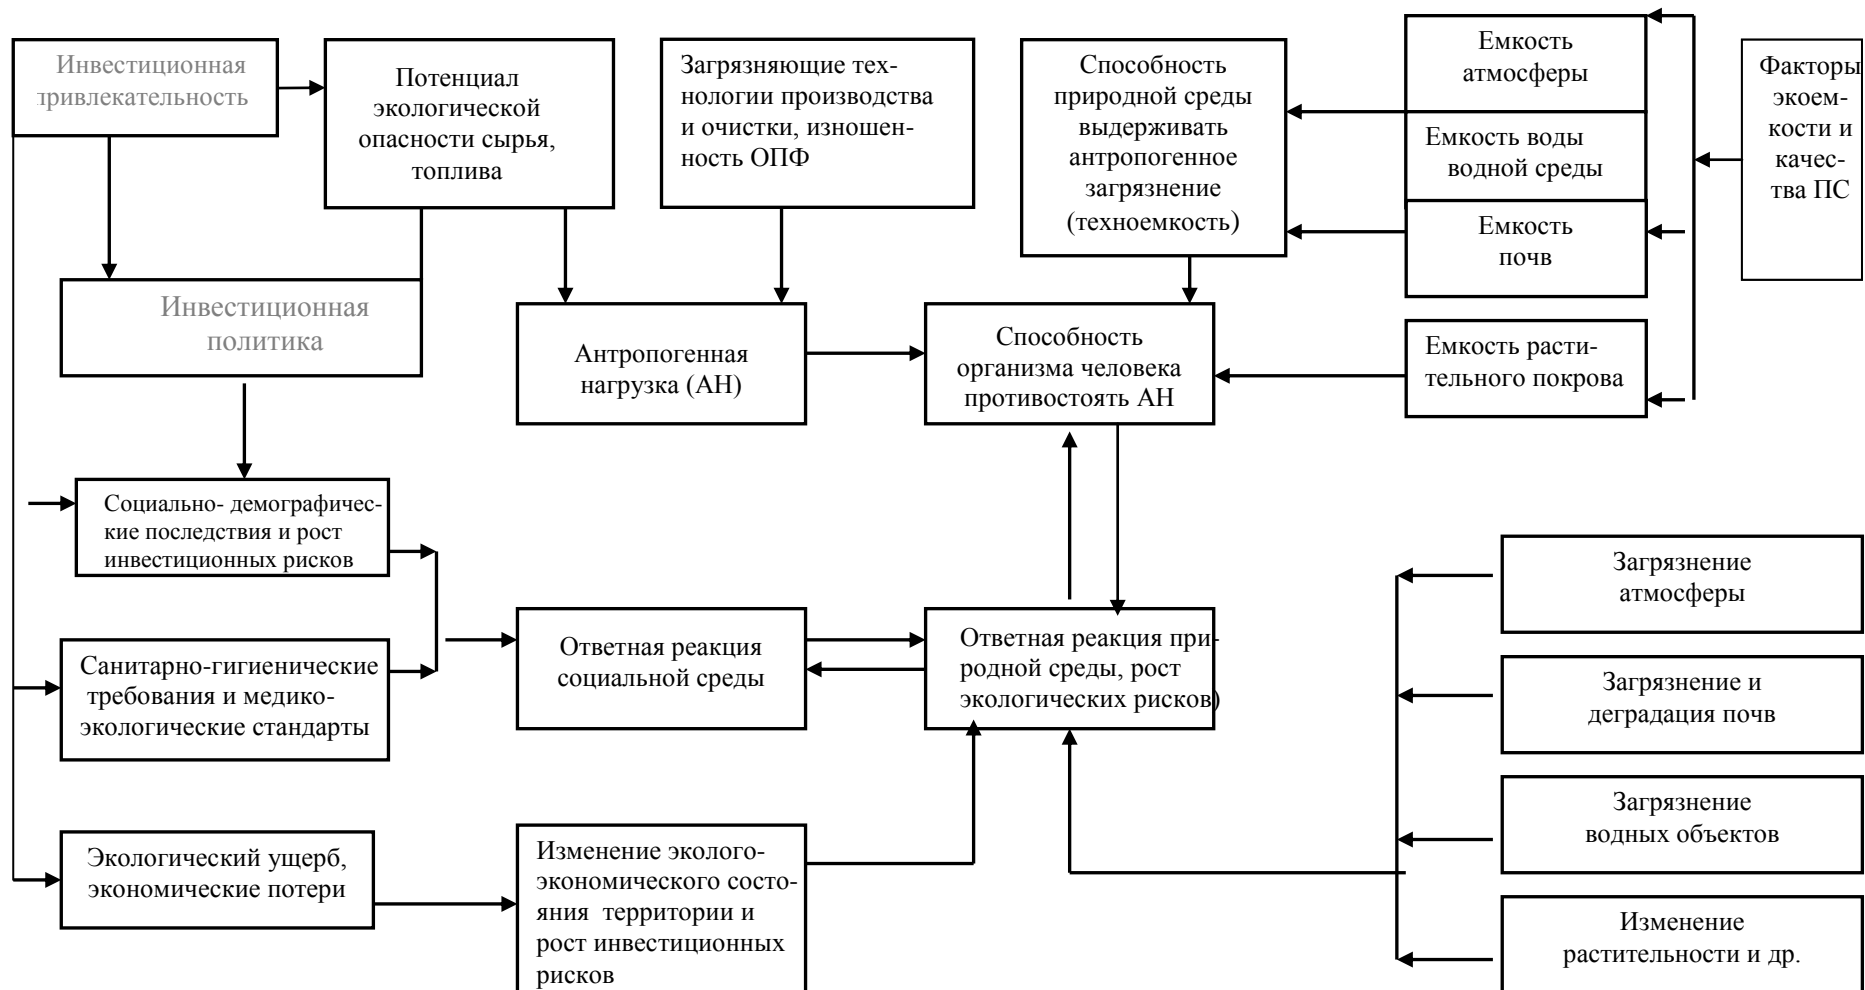 Инвестиционная
привлекательность
Потенциал
экологической
опасности сырья,
топлива
Загрязняющие тех-
нологии производства
и очистки, изношен-
ность ОПФ
Способность
природной среды
выдерживать
антропогенное
загрязнение
(техноемкость)
Емкость
атмосферы
Емкость воды
водной среды
Емкость
почв
Емкость расти-
тельного покрова
Факторы
экоем-
кости и
качес-
тва ПС
Инвестиционная
политика
Антропогенная
нагрузка (АН)
Способность
организма человека
противостоять АН
Социально- демографичес-
кие последствия и рост
инвестиционных рисков
Санитарно-гигиенические
требования и медико-
экологические стандарты
Ответная реакция
социальной среды
Ответная реакция при-
родной среды, рост
экологических рисков)
Загрязнение
атмосферы
Загрязнение и
деградация почв
Загрязнение
водных объектов
Изменение
растительности и др.
Экологический ущерб,
экономические потери
Изменение эколого-
экономического состо-
яния территории и
рост инвестиционных
рисков